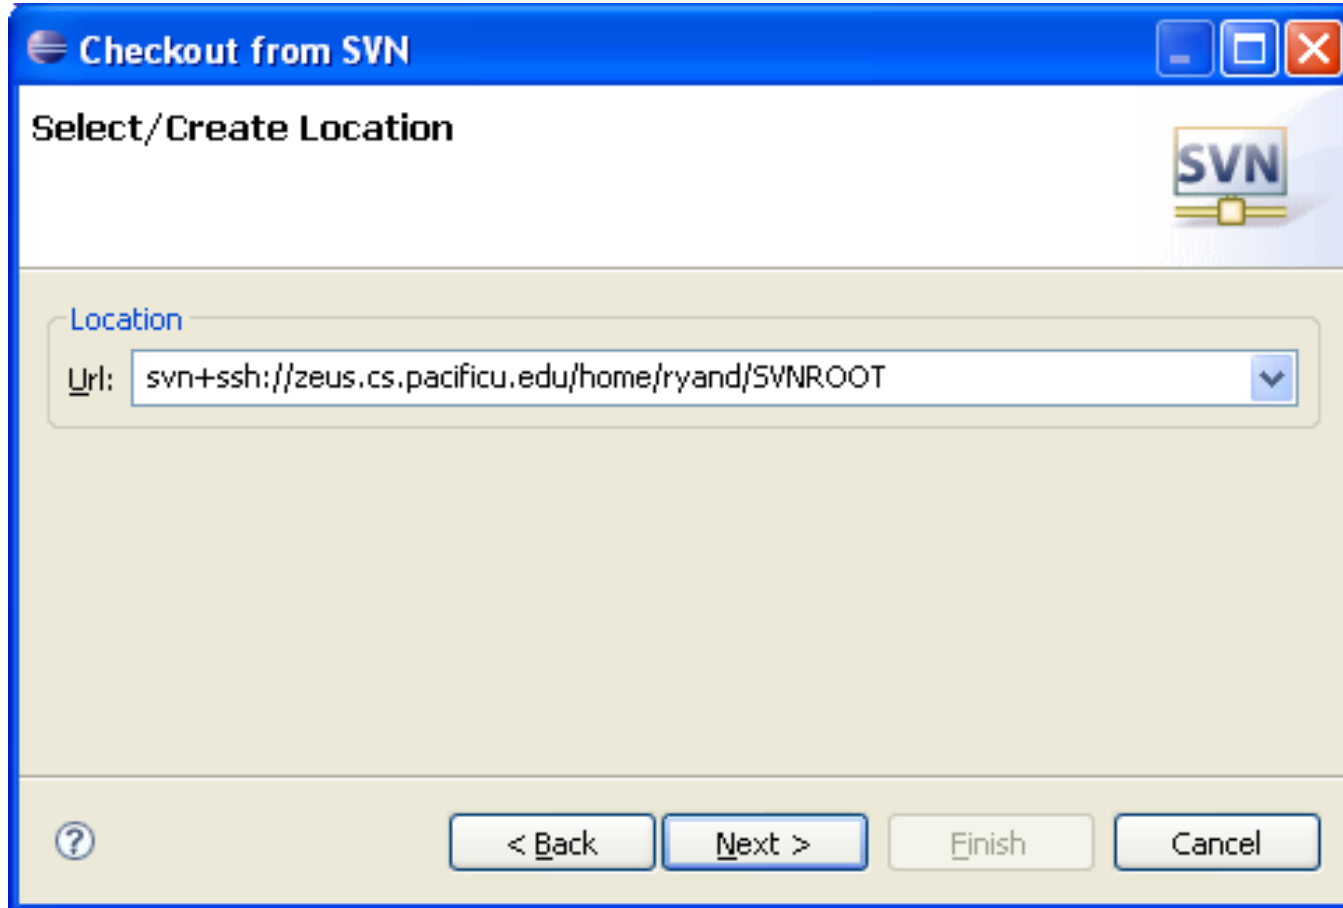 Checkout from SVN
Select/Create Location
SVN
Location
Url: svn+ssh://zeus.cs.pacificu.edu/home/ryand/SVNROOT
? < Back Next > Finish Cancel